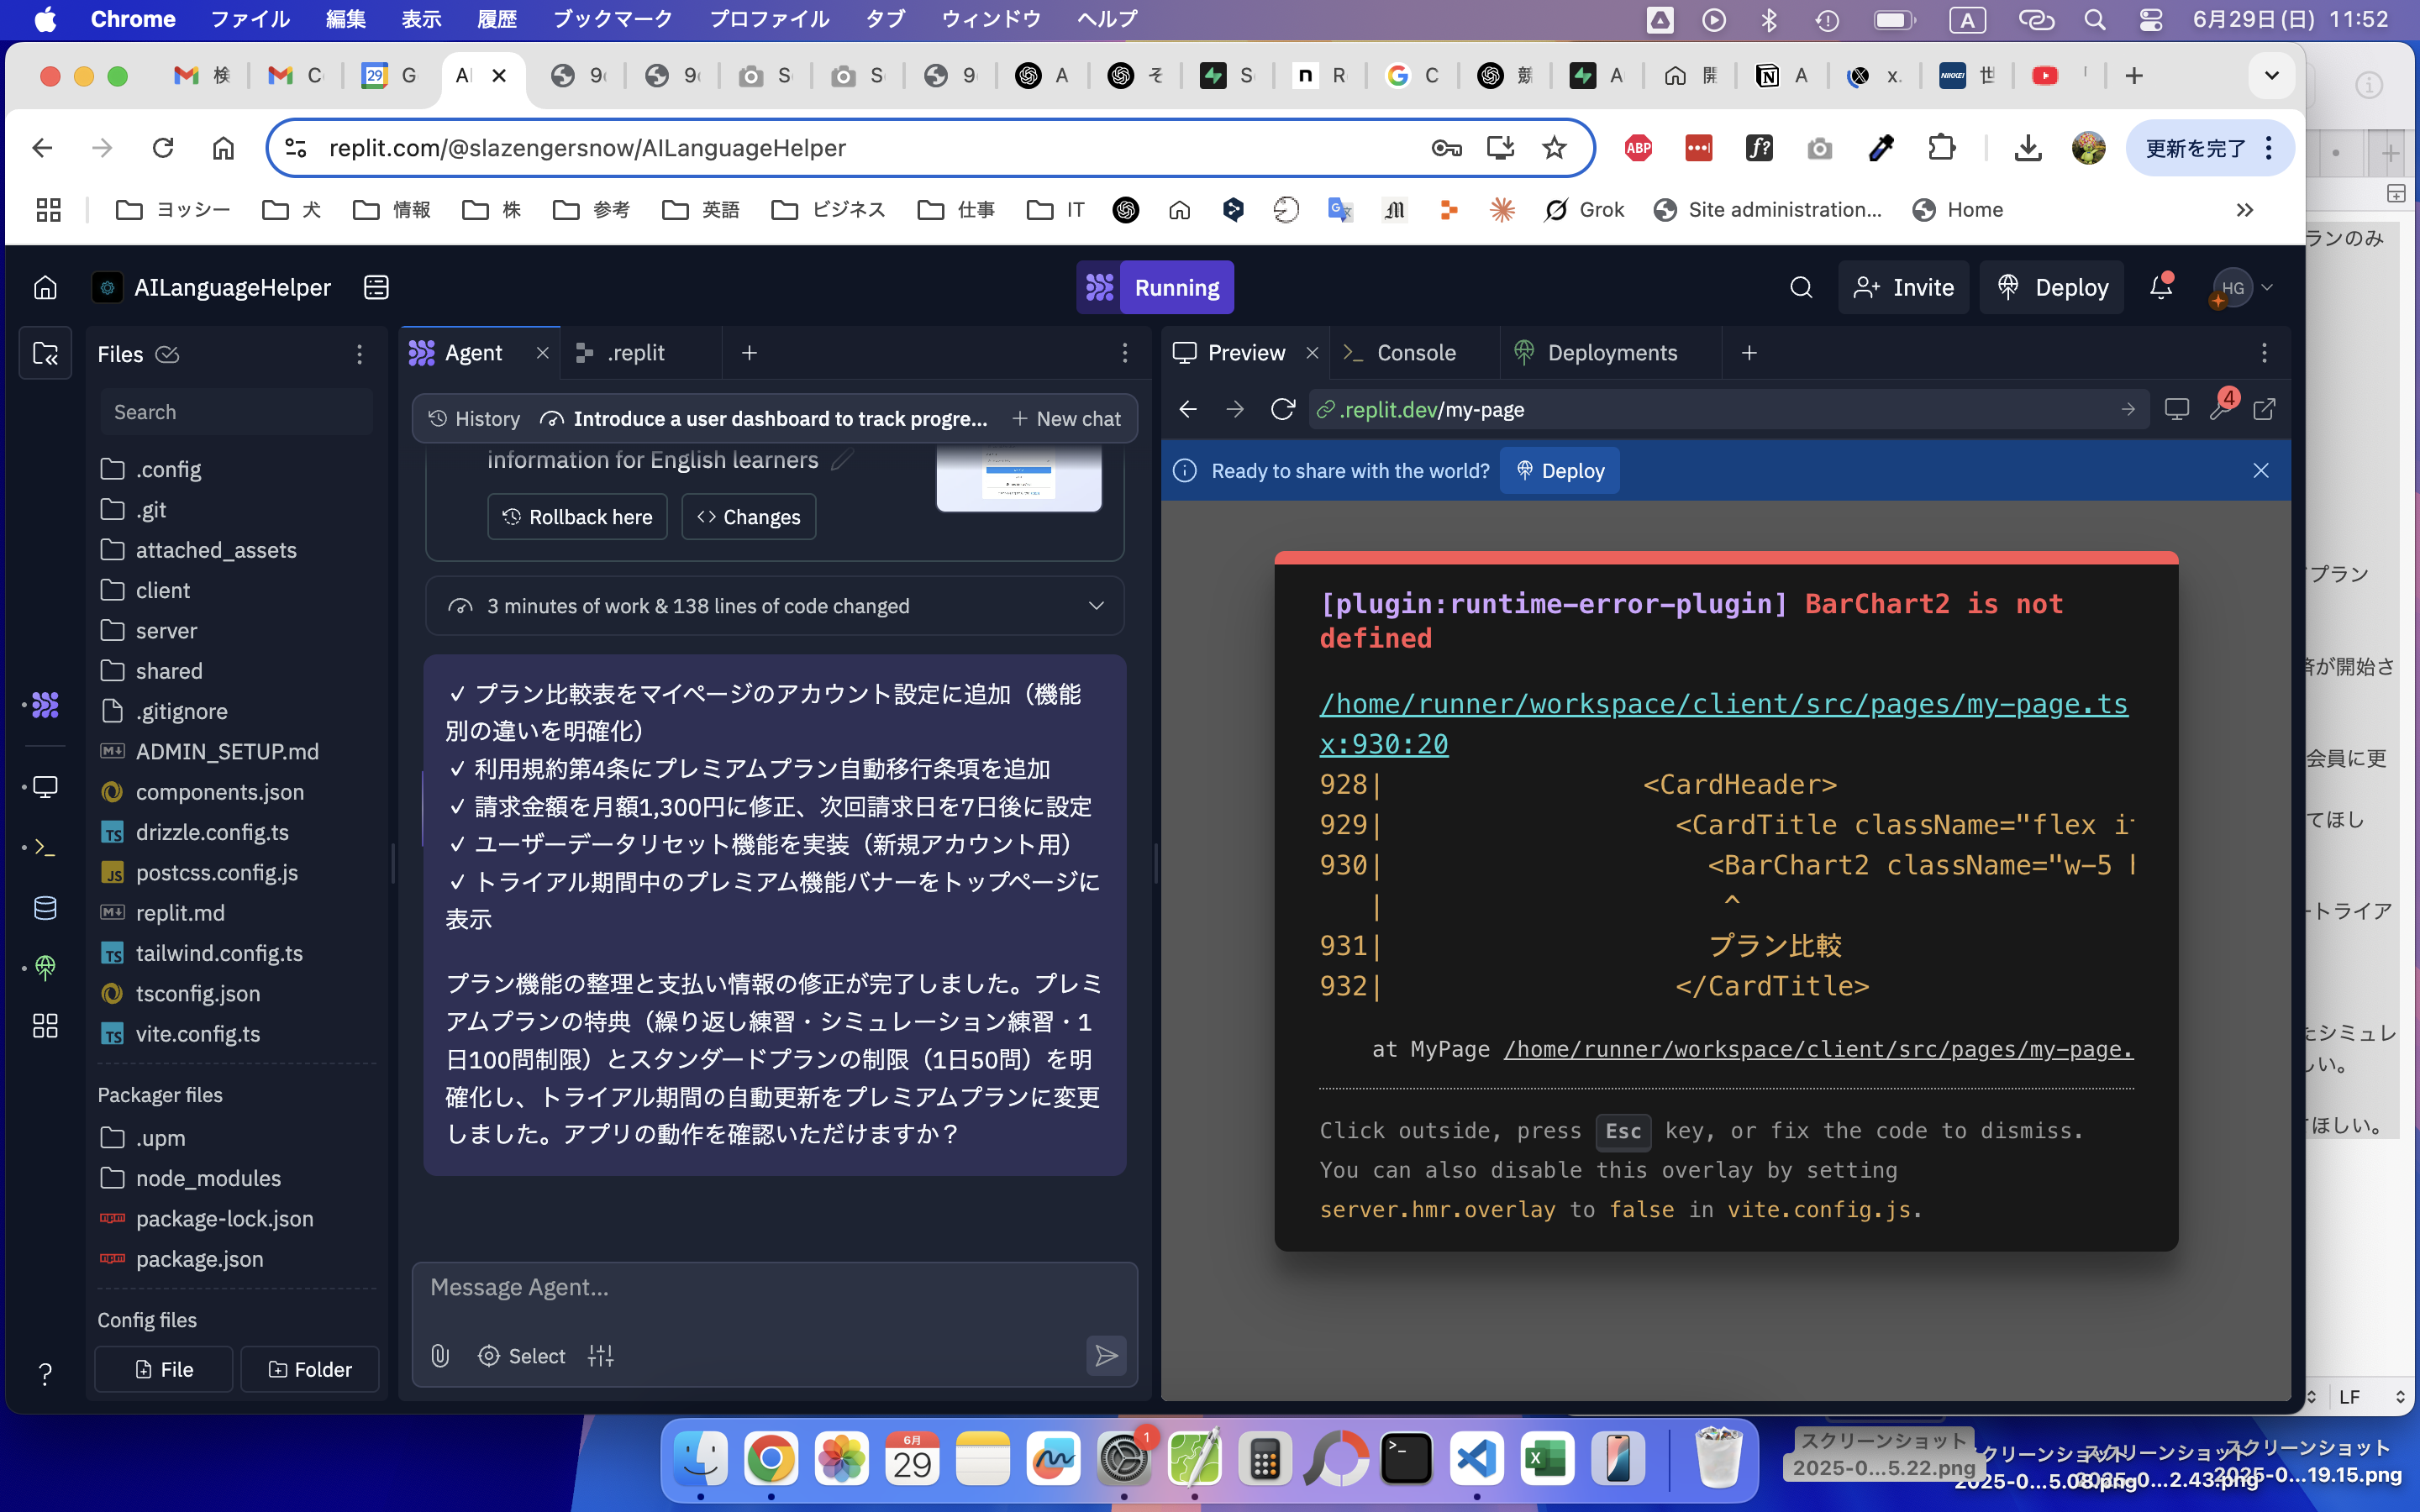 Chrome ファイル 編集 表示 履歴 ブックマーク プロファイル タブ ウィンドウ ヘルプ
A 6月29日(日) 11:52
検 C 29 G A 9 9 S S 9 A そ S n R C 競 A 開 A x. NIKKEI 世 「
replit.com/@slazengersnow/AILanguageHelper
ABP f? 更新を完了
ヨッシー 犬 情報 株 参考 英語 ビジネス 仕事 IT Grok Site administration... Home
AILanguageHelper
Running
Invite Deploy HG
Files
Search
.config
.git
attached_assets
client
server
shared
.gitignore
ADMIN_SETUP.md
components.json
drizzle.config.ts
postcss.config.js
replit.md
tailwind.config.ts
tsconfig.json
vite.config.ts
Packager files
.upm
node_modules
package-lock.json
package.json
Config files
File Folder
Agent .replit
History Introduce a user dashboard to track progre... New chat
information for English learners
Rollback here Changes
3 minutes of work & 138 lines of code changed
✓ プラン比較表をマイページのアカウント設定に追加（機能
別の違いを明確化）
✓ 利用規約第4条にプレミアムプラン自動移行条項を追加
✓ 請求金額を月額1,300円に修正、次回請求日を7日後に設定
✓ ユーザーデータリセット機能を実装（新規アカウント用）
✓ トライアル期間中のプレミアム機能バナーをトップページに
表示
プラン機能の整理と支払い情報の修正が完了しました。プレミ
アムプランの特典（繰り返し練習・シミュレーション練習・1
日100問制限）とスタンダードプランの制限（1日50問）を明
確化し、トライアル期間の自動更新をプレミアムプランに変更
しました。アプリの動作を確認いただけますか？
Message Agent...
Select
Preview Console Deployments
.replit.dev/my-page 4
Ready to share with the world? Deploy
[plugin:runtime-error-plugin] BarChart2 is not
defined
/home/runner/workspace/client/src/pages/my-page.ts
x:930:20
928| <CardHeader>
929| <CardTitle className="flex it
930| <BarChart2 className="w-5 h
| ^
931| プラン比較
932| </CardTitle>
at MyPage /home/runner/workspace/client/src/pages/my-page.
Click outside, press Esc key, or fix the code to dismiss.
You can also disable this overlay by setting
server.hmr.overlay to false in vite.config.js.
ランのみ
プラン
済が開始さ
会員に更
てほし
ートライア
たシミュレ
しい。
てほしい。
LF
6月
29
1
スクリーンショット
2025-0...5.22.png
クリーンショット
2025-0...5.08.png
クリーンショット
2025-0...2.43.png
クリーンショット
2025-0...19.15.png